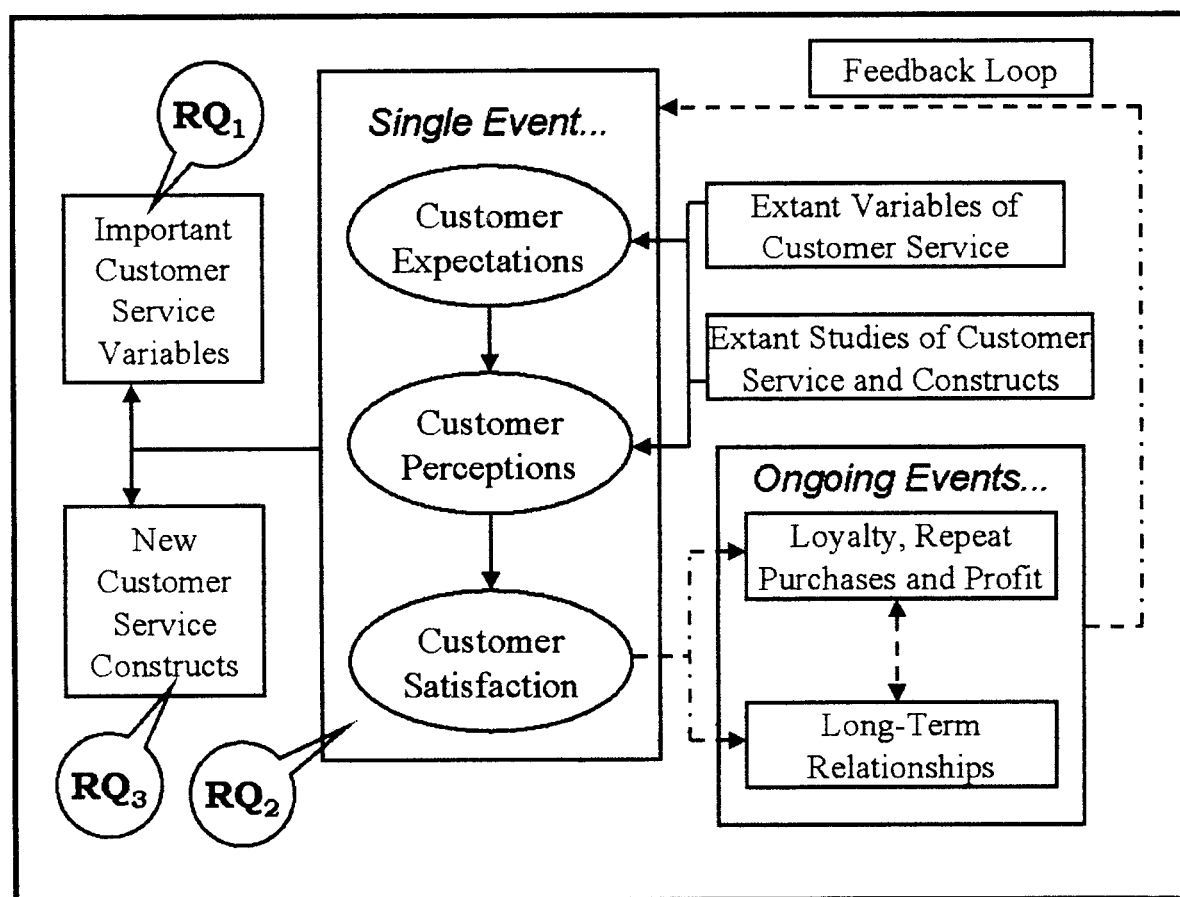 Feedback Loop
RQ1
Single Event...
Important
Customer
Service
Variables
Customer
Expectations
Extant Variables of
Customer Service
Extant Studies of Customer
Service and Constructs
Customer
Perceptions
New
Customer
Service
Constructs
Ongoing Events...
Loyalty, Repeat
Purchases and Profit
Customer
Satisfaction
Long-Term
Relationships
RQ3
RQ2